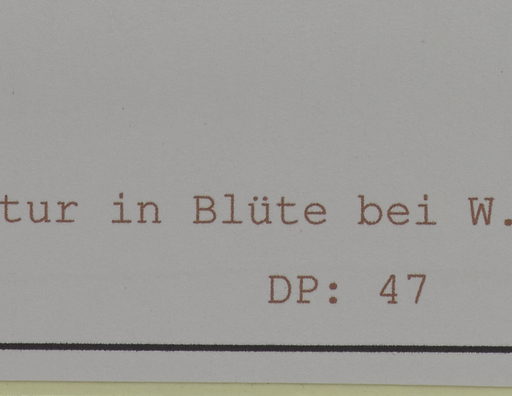 tur in Blüte bei W.
DP: 47